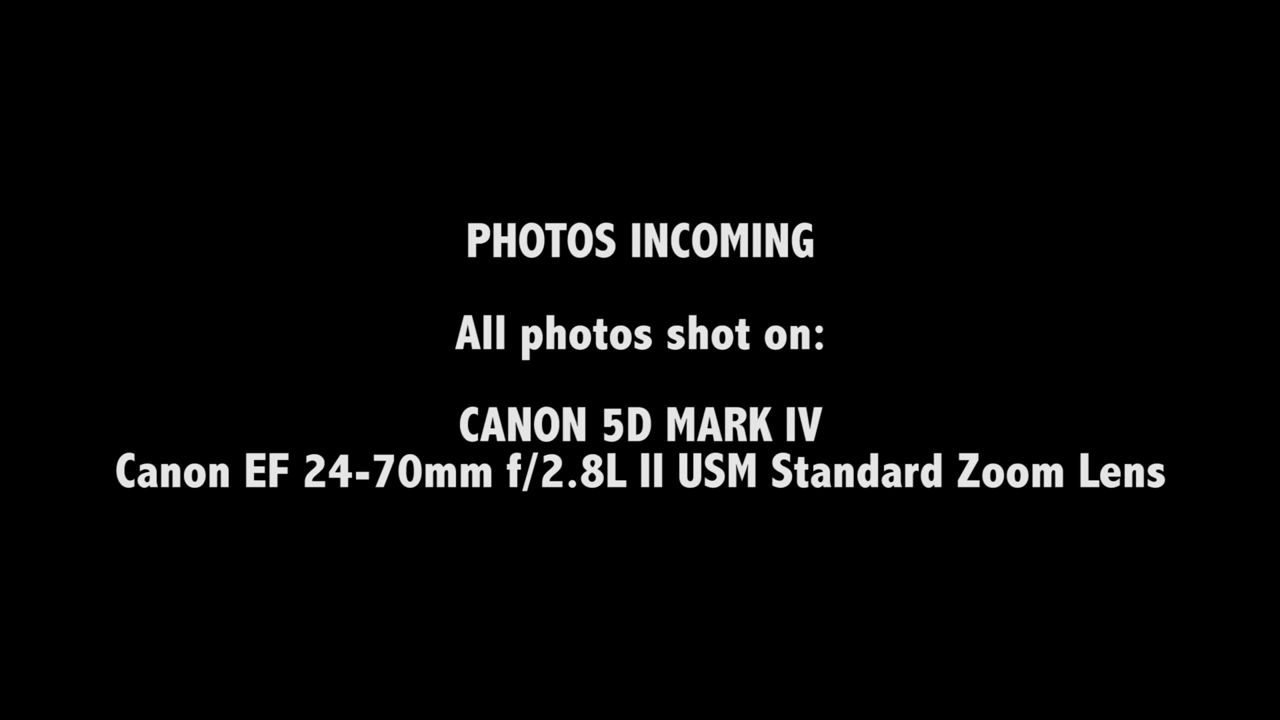 PHOTOS INCOMING
All photos shot on:
CANON 5D MARK IV
Canon EF 24-70mm f/2.8L II USM Standard Zoom Lens